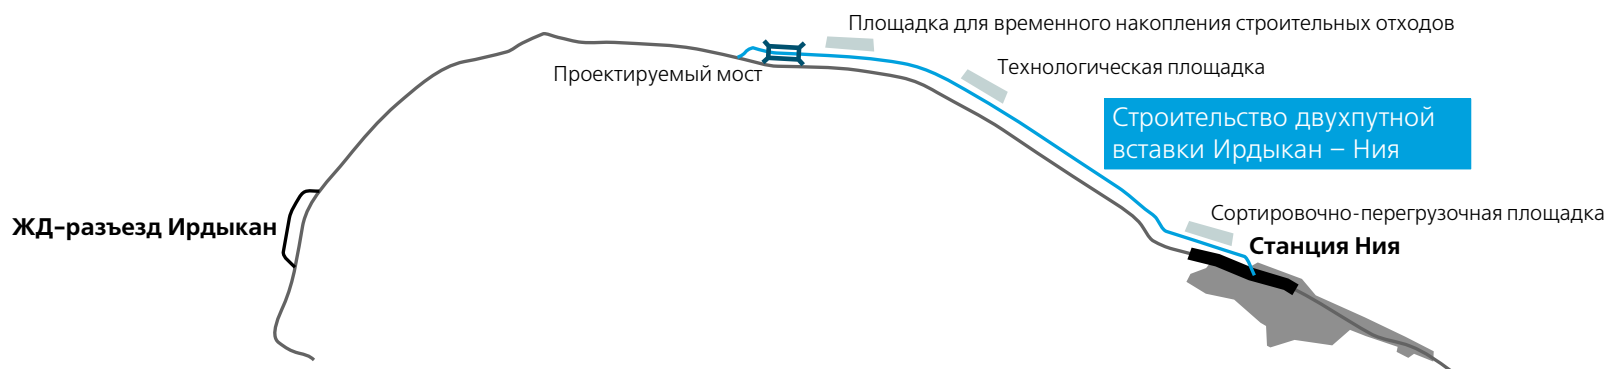 Площадка для временного накопления строительных отходов
Проектируемый мост
Технологическая площадка
Строительство двухпутной
вставки Ирдыкан – Ния
ЖД-разъезд Ирдыкан
Сортировочно-перегрузочная площадка
Станция Ния